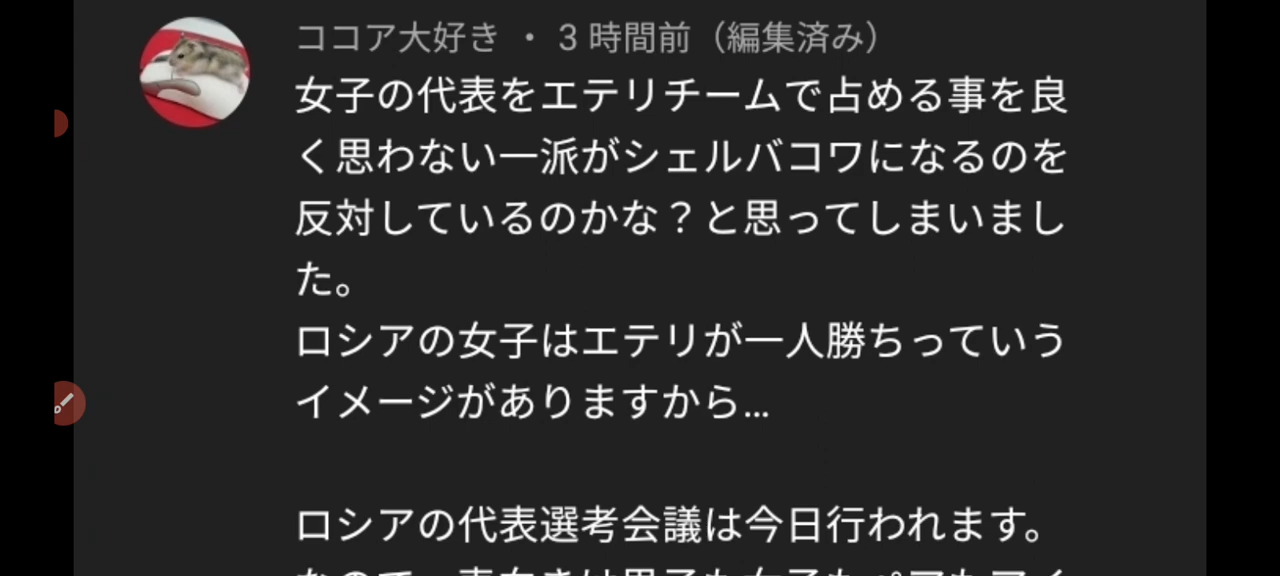 ココア大好き ・ 3 時間前（編集済み）
女子の代表をエテリチームで占める事を良
く思わない一派がシェルバコワになるのを
反対しているのかな？と思ってしまいまし
た。
ロシアの女子はエテリが一人勝ちっていう
イメージがありますから...
ロシアの代表選考会議は今日行われます。